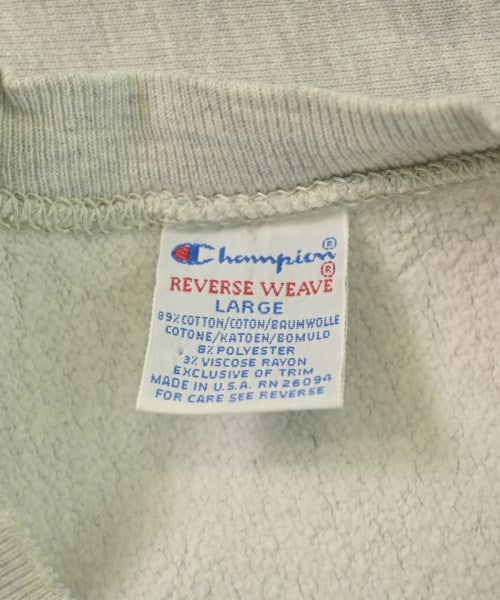 Champion®
REVERSE WEAVE®
LARGE
89% COTTON/COTON/BAUMWOLLE
COTONE/KATOEN/BOMULD
8% POLYESTER
3% VISCOSE RAYON
EXCLUSIVE OF TRIM
MADE IN U.S.A. RN 26094
FOR CARE SEE REVERSE